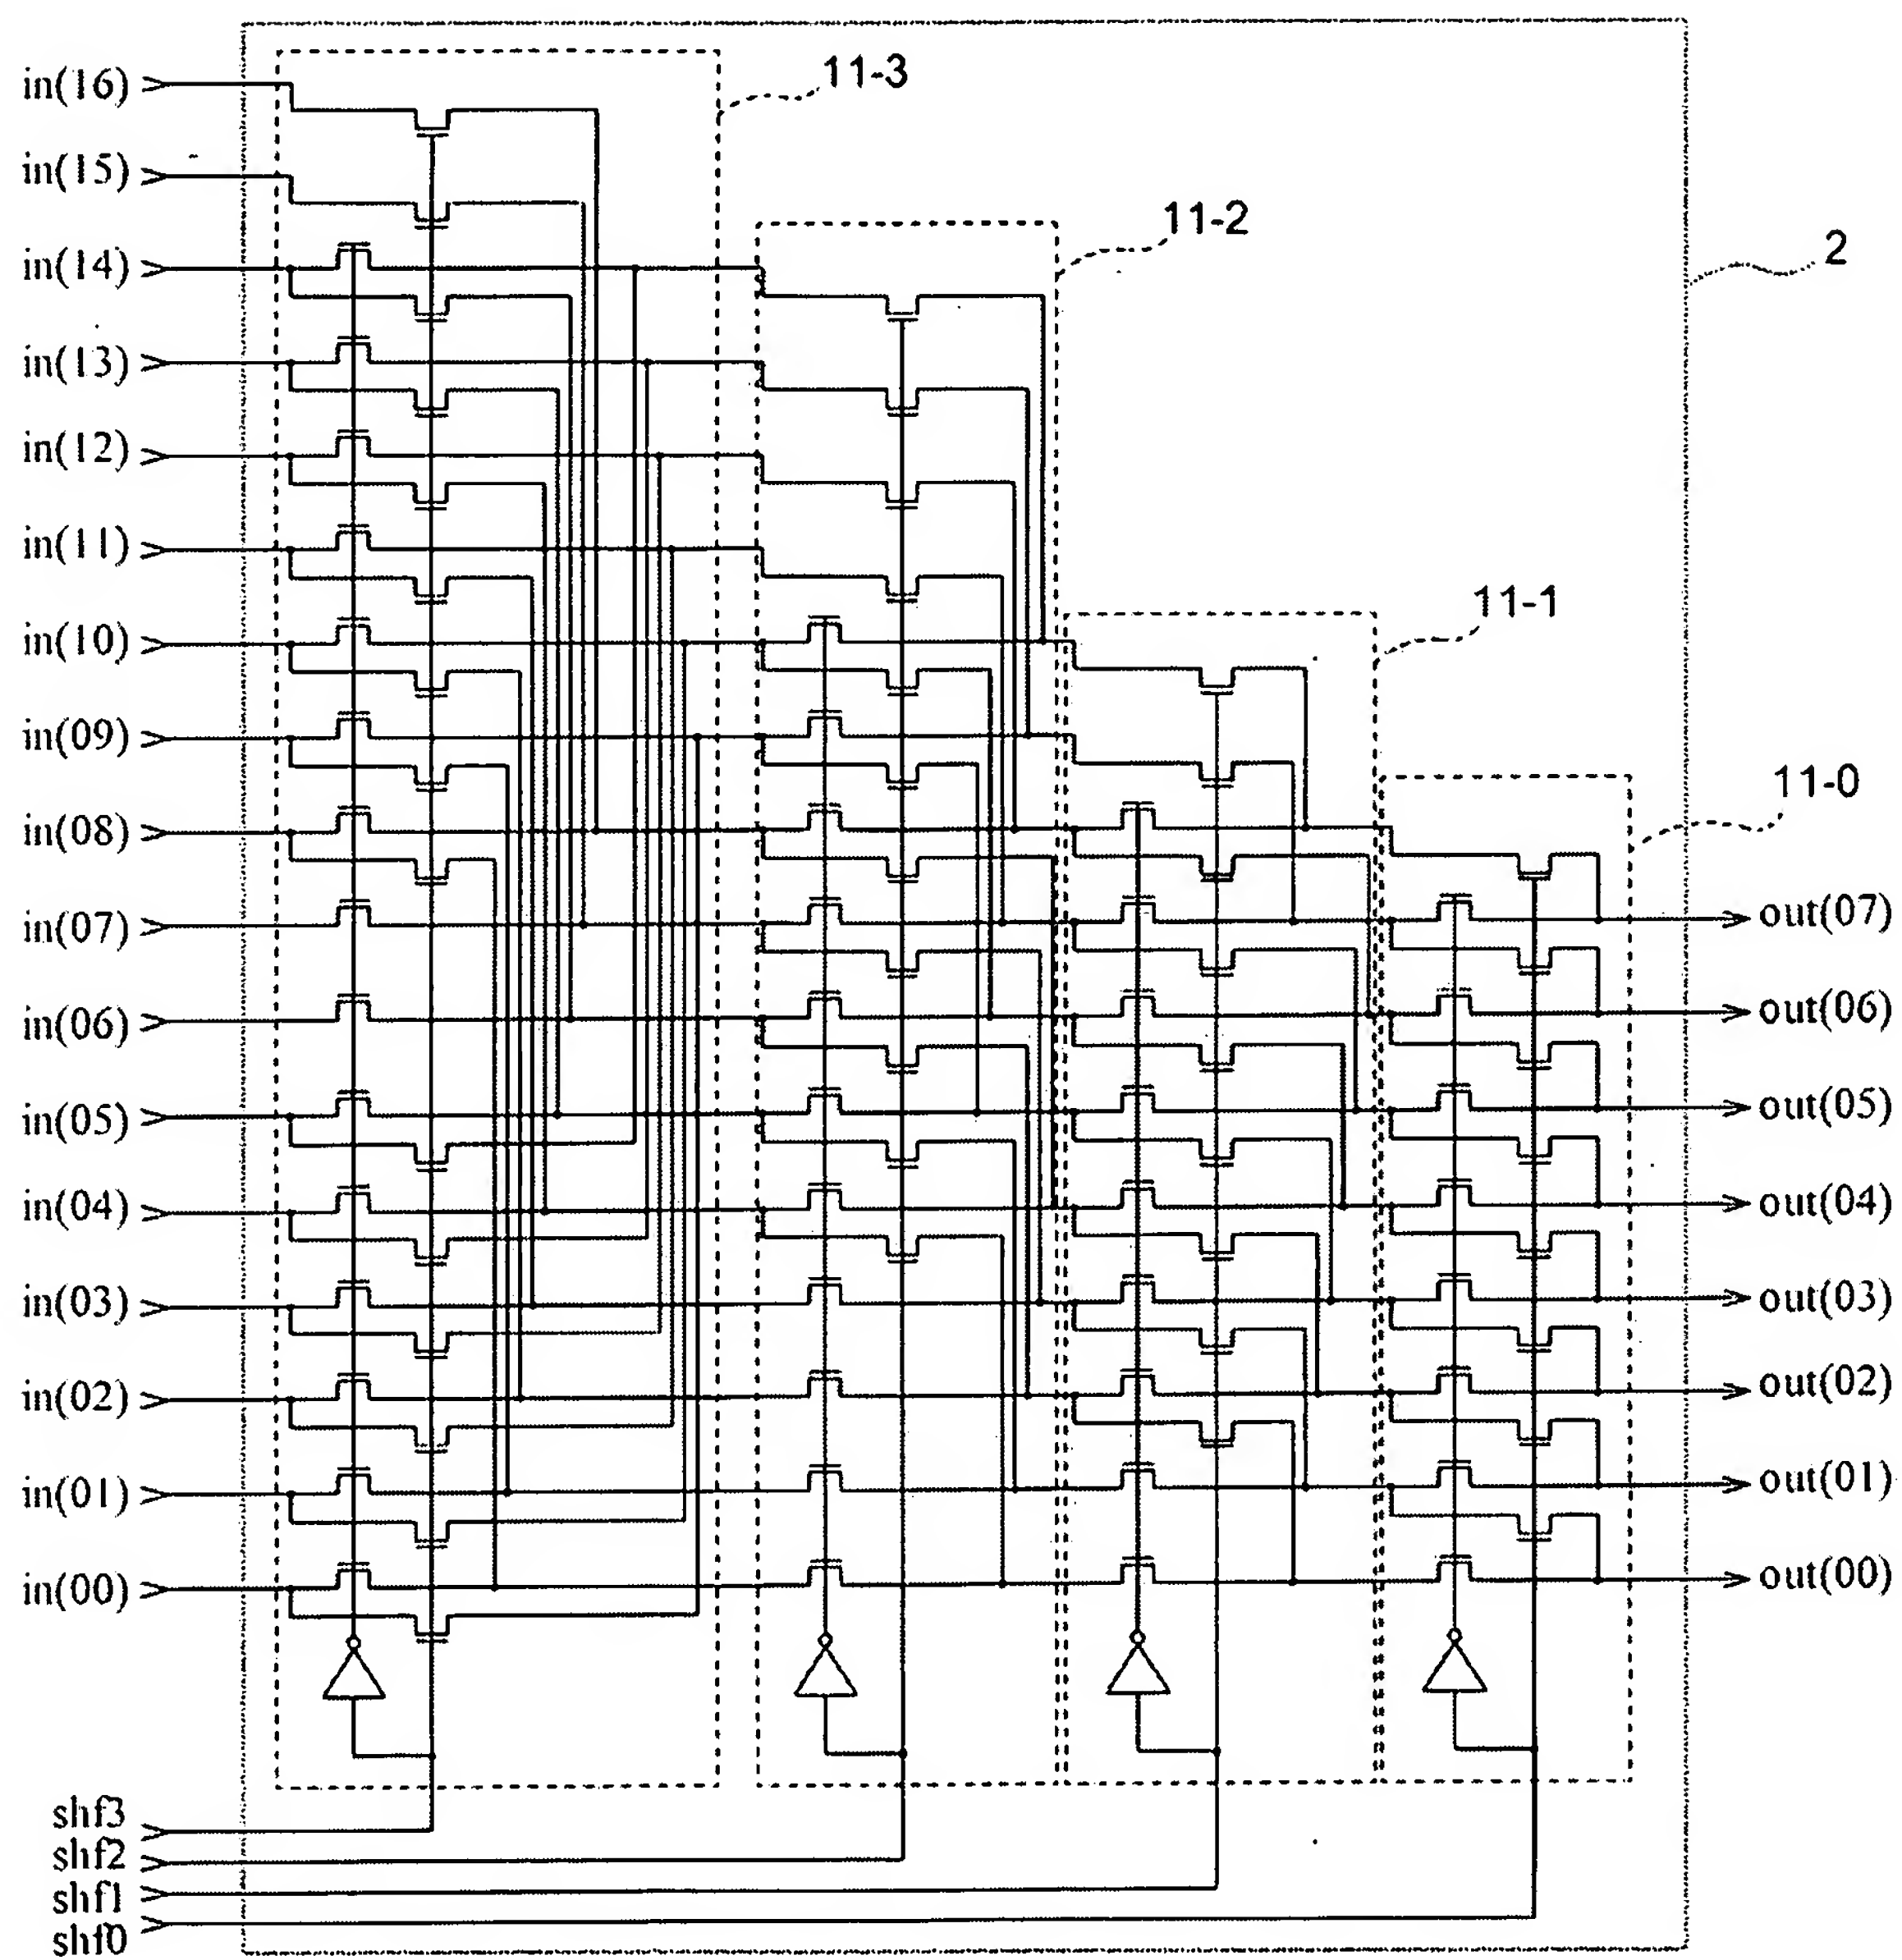 in(16)
11-3
in(15)
11-2
2
in(14)
in(13)
in(12)
in(11)
11-1
in(10)
in(09)
11-0
in(08)
in(07)
out(07)
in(06)
out(06)
in(05)
out(05)
in(04)
out(04)
in(03)
out(03)
in(02)
out(02)
in(01)
out(01)
in(00)
out(00)
shf3
shf2
shf1
shf0